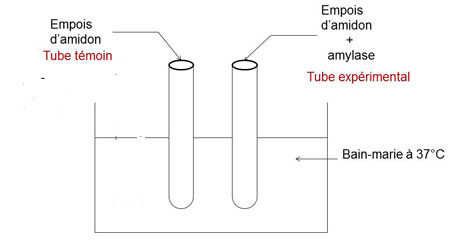 Empois
d'amidon
Tube témoin
Empois
d'amidon
+
amylase
Tube expérimental
Bain-marie à 37°C